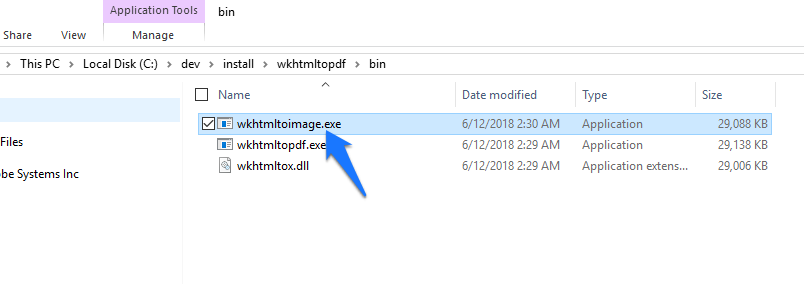 Application Tools bin
Share View Manage
This PC Local Disk (C:) dev install wkhtmltopdf bin
Name Date modified Type Size
wkhtmltoimage.exe 6/12/2018 2:30 AM Application 29,088 KB
Files wkhtmltopdf.exe 6/12/2018 2:29 AM Application 29,138 KB
wkhtmltox.dll 6/12/2018 2:29 AM Application extens... 29,006 KB
obe Systems Inc